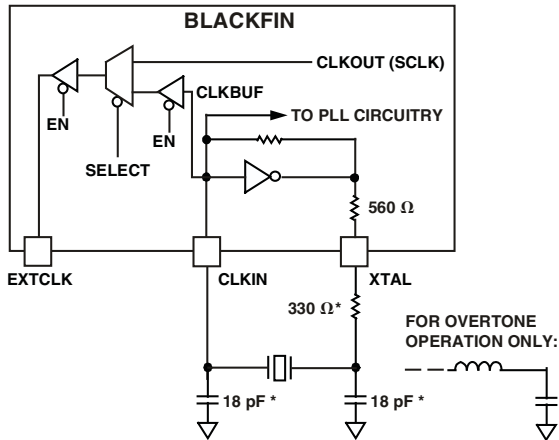 BLACKFIN
CLKOUT (SCLK)
CLKBUF
TO PLL CIRCUITRY
EN
EN
SELECT
560 Ω
EXTCLK
CLKIN
XTAL
330 Ω*
FOR OVERTONE
OPERATION ONLY:
18 pF *
18 pF *